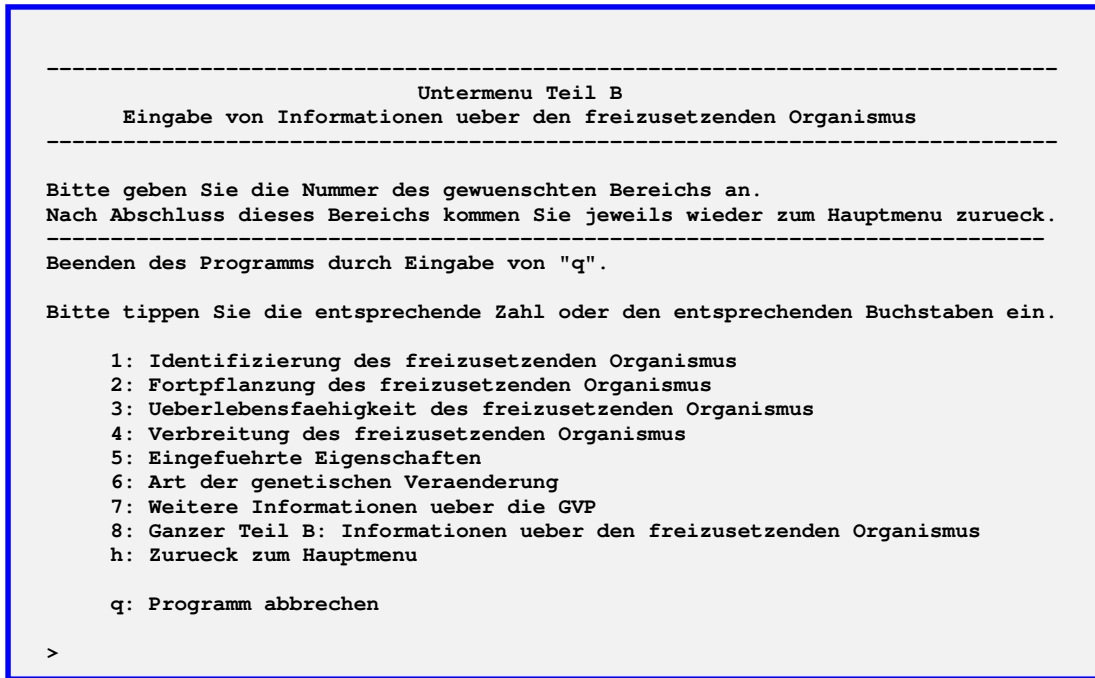 --------------------------------------------------------------------------------
Untermenu Teil B
Eingabe von Informationen ueber den freizusetzenden Organismus
--------------------------------------------------------------------------------
Bitte geben Sie die Nummer des gewuenschten Bereichs an.
Nach Abschluss dieses Bereichs kommen Sie jeweils wieder zum Hauptmenu zurueck.
-------------------------------------------------------------------------------
Beenden des Programms durch Eingabe von "q".
Bitte tippen Sie die entsprechende Zahl oder den entsprechenden Buchstaben ein.
1: Identifizierung des freizusetzenden Organismus
2: Fortpflanzung des freizusetzenden Organismus
3: Ueberlebensfaehigkeit des freizusetzenden Organismus
4: Verbreitung des freizusetzenden Organismus
5: Eingefuehrte Eigenschaften
6: Art der genetischen Veraenderung
7: Weitere Informationen ueber die GVP
8: Ganzer Teil B: Informationen ueber den freizusetzenden Organismus
h: Zurueck zum Hauptmenu
q: Programm abbrechen
>